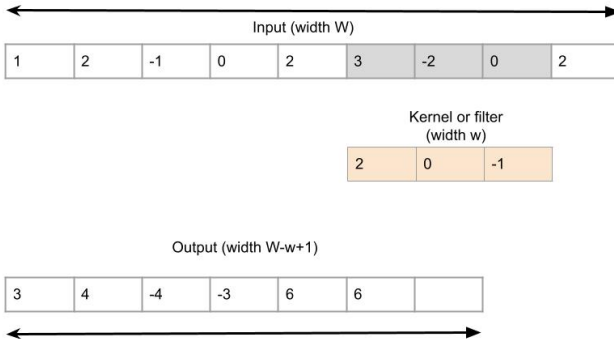 Input (width W)
1 2 -1 0 2 3 -2 0 2
Kernel or filter
(width w)
2 0 -1
Output (width W-w+1)
3 4 -4 -3 6 6